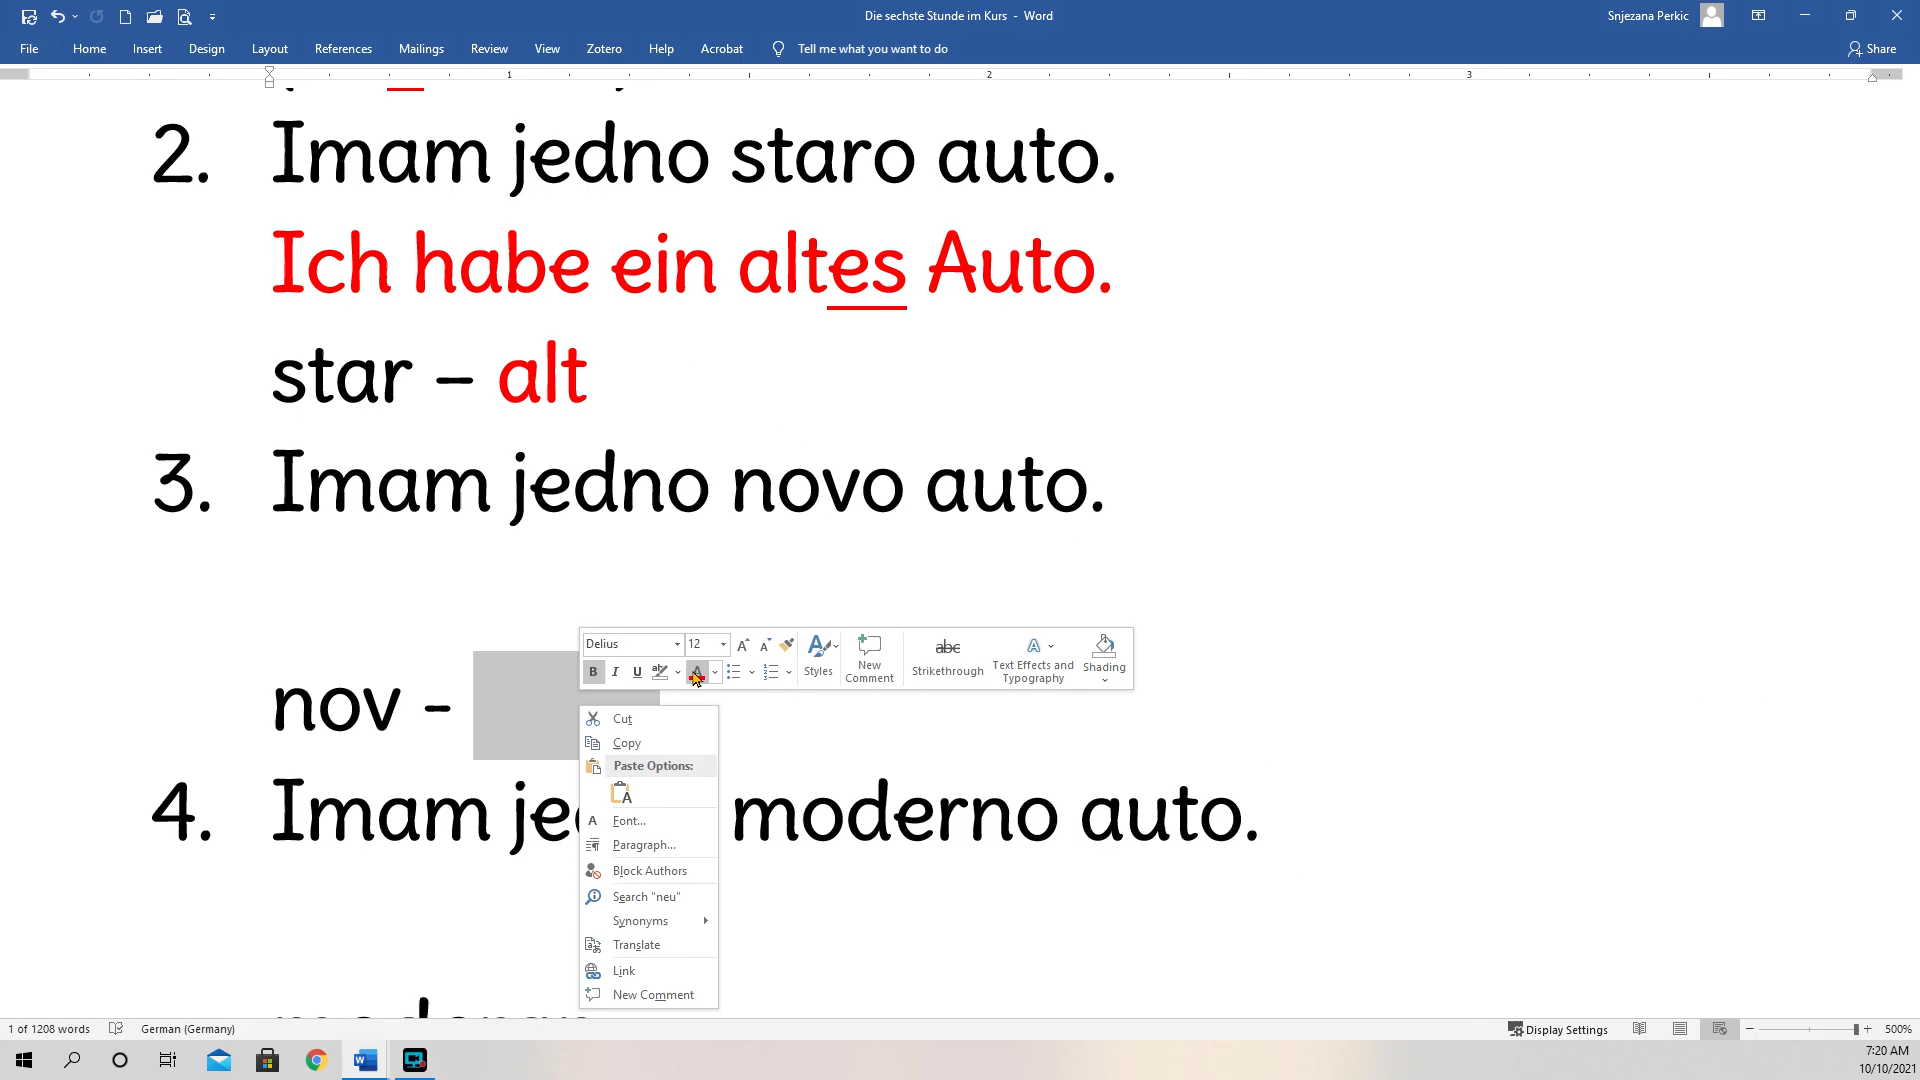 Die sechste Stunde im Kurs - Word
Snjezana Perkic
File Home Insert Design Layout References Mailings Review View Zotero Help Acrobat Tell me what you want to do Share
1 2 3
2. Imam jedno staro auto.
Ich habe ein altes Auto.
star – alt
3. Imam jedno novo auto.
Delius 12
B I U A Styles New Comment abc Strikethrough Text Effects and Typography Shading
nov -
Cut
Copy
Paste Options:
Font...
Paragraph...
Block Authors
Search "neu"
Synonyms
Translate
Link
New Comment
4. Imam moderno auto.
1 of 1208 words German (Germany) Display Settings 500%
7:20 AM
10/10/2021